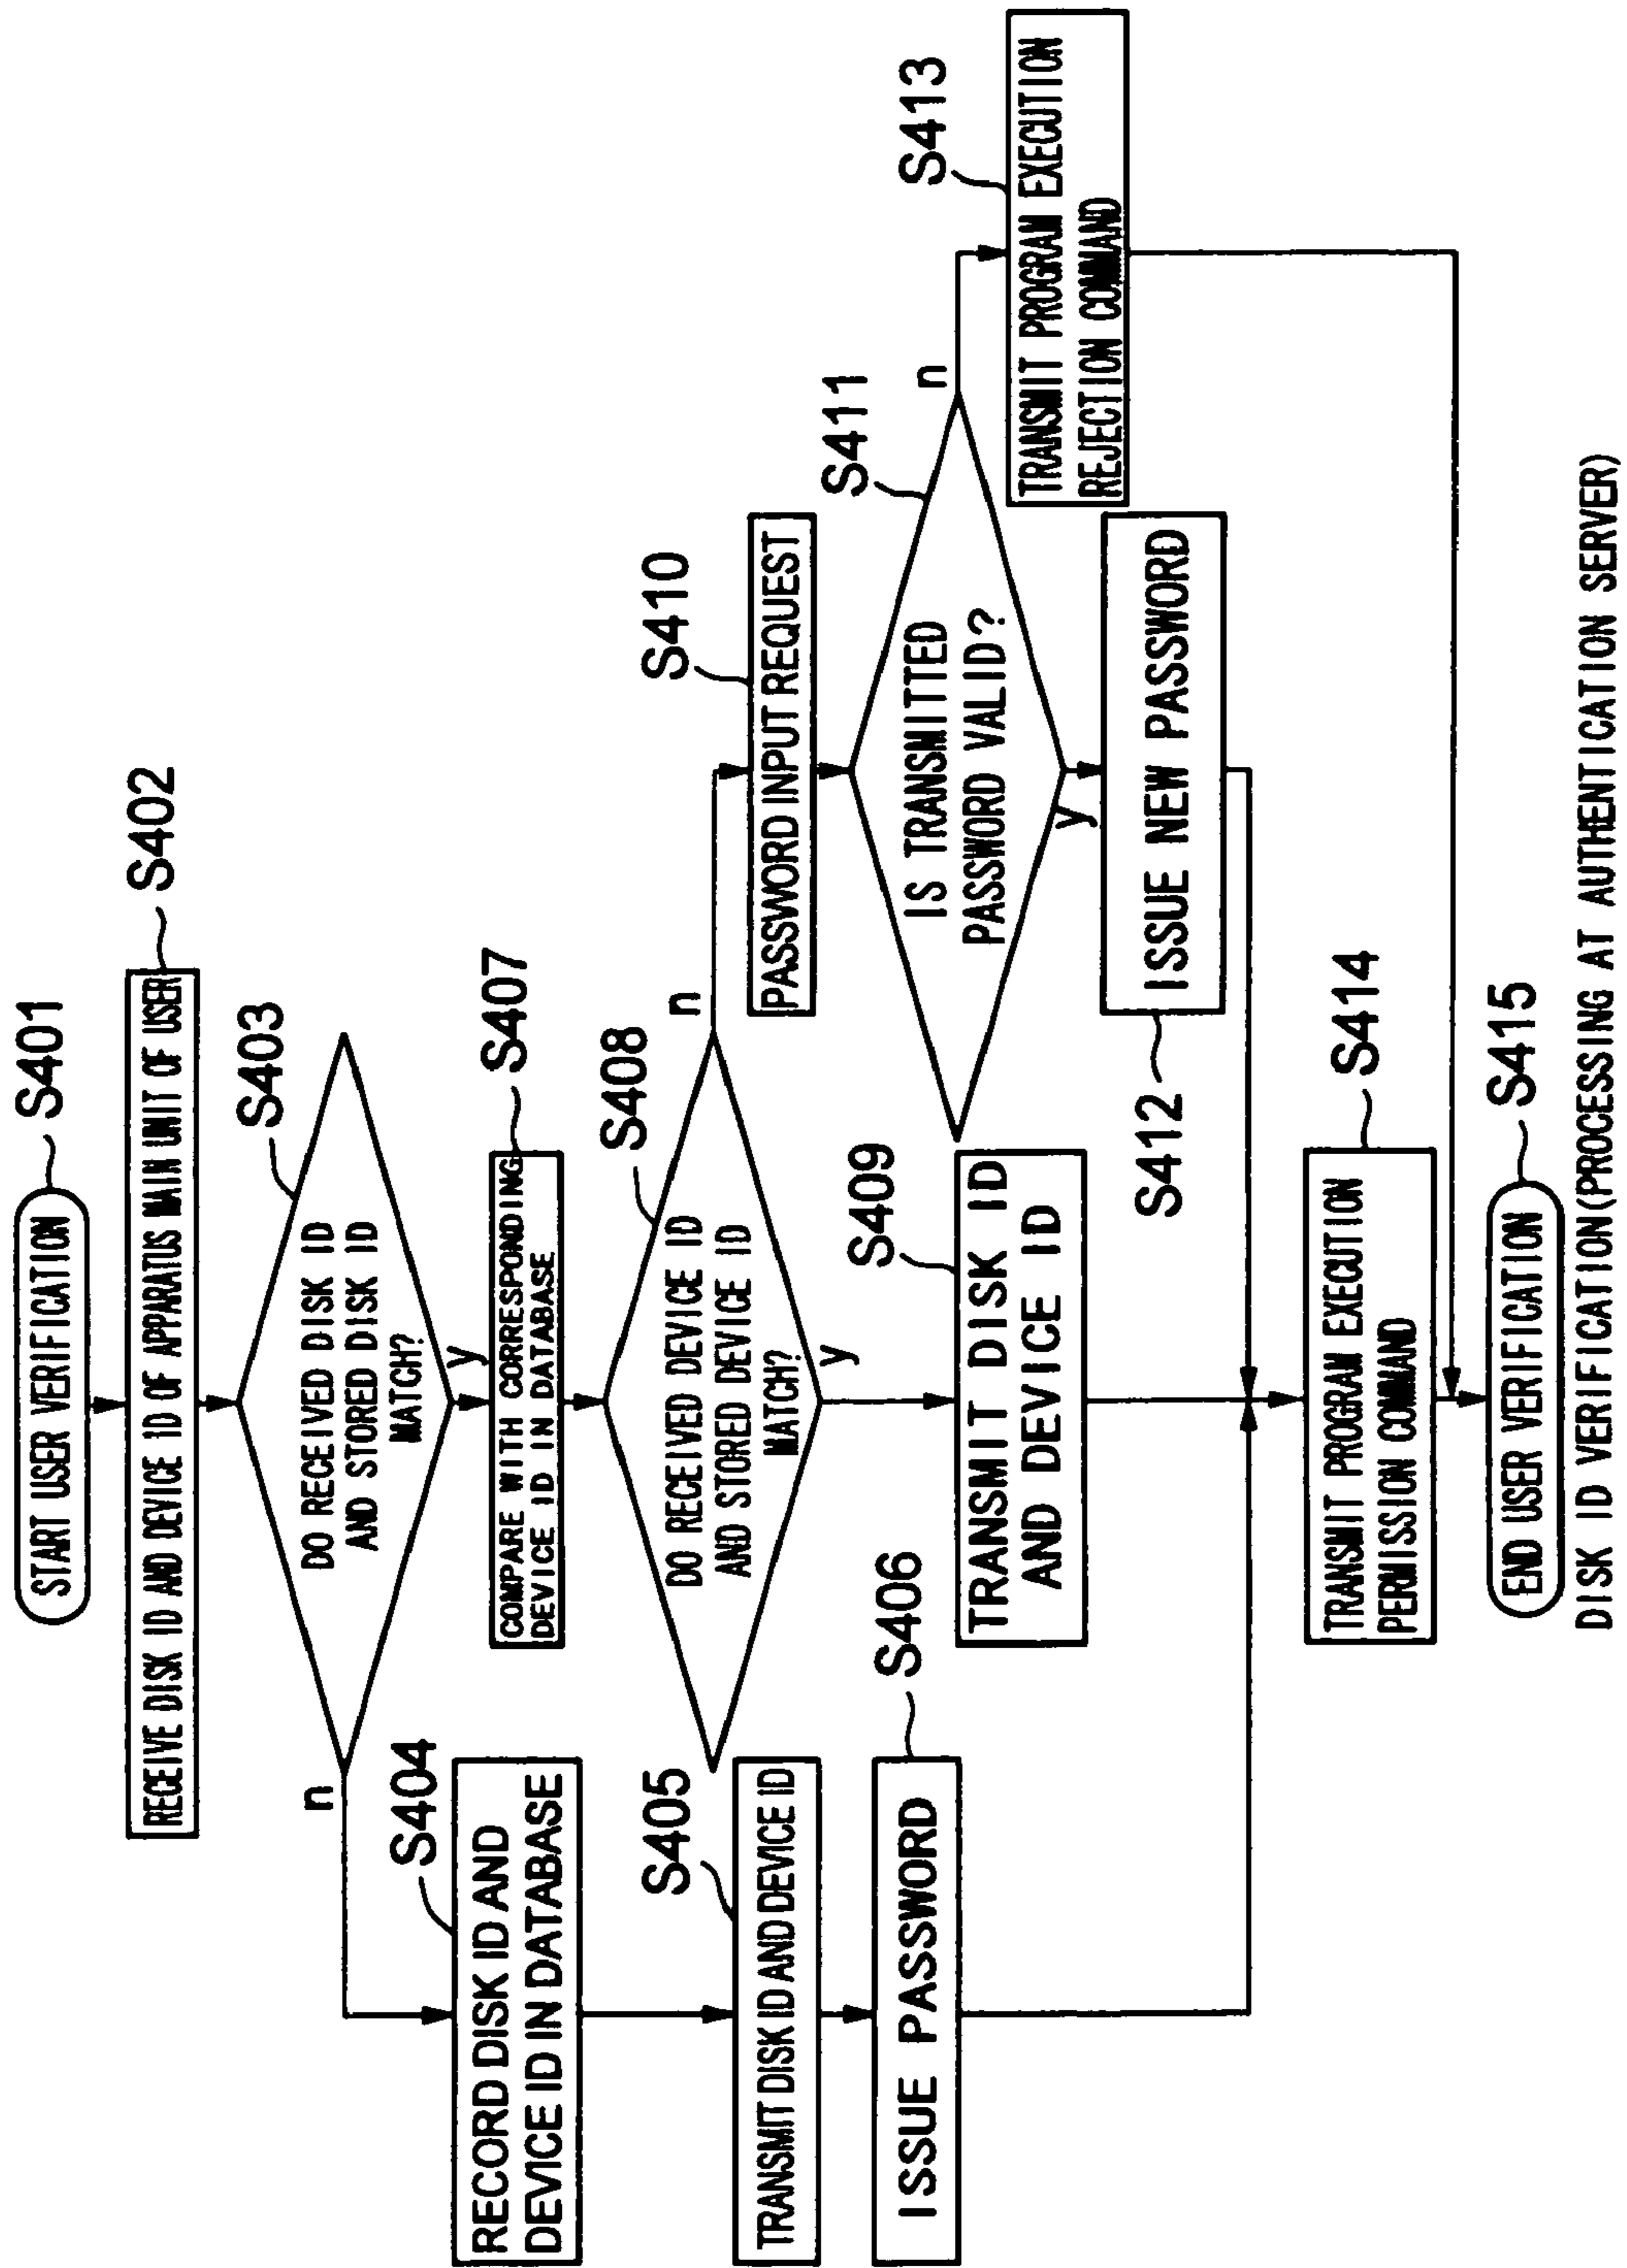 START USER VERIFICATION
S401
RECEIVE DISK ID AND DEVICE ID OF APPARATUS MAIN UNIT OF USER
S402
DO RECEIVED DISK ID
AND STORED DISK ID
MATCH?
S403
n
y
RECORD DISK ID AND
DEVICE ID IN DATABASE
S404
COMPARE WITH CORRESPONDING
DEVICE ID IN DATABASE
S407
TRANSMIT DISK ID AND DEVICE ID
S405
DO RECEIVED DEVICE ID
AND STORED DEVICE ID
MATCH?
S408
n
y
PASSWORD INPUT REQUEST
S410
ISSUE PASSWORD
S406
TRANSMIT DISK ID
AND DEVICE ID
S409
IS TRANSMITTED
PASSWORD VALID?
S411
n
y
TRANSMIT PROGRAM EXECUTION
REJECTION COMMAND
S413
ISSUE NEW PASSWORD
S412
TRANSMIT PROGRAM EXECUTION
PERMISSION COMMAND
S414
END USER VERIFICATION
S415
DISK ID VERIFICATION(PROCESSING AT AUTHENTICATION SERVER)